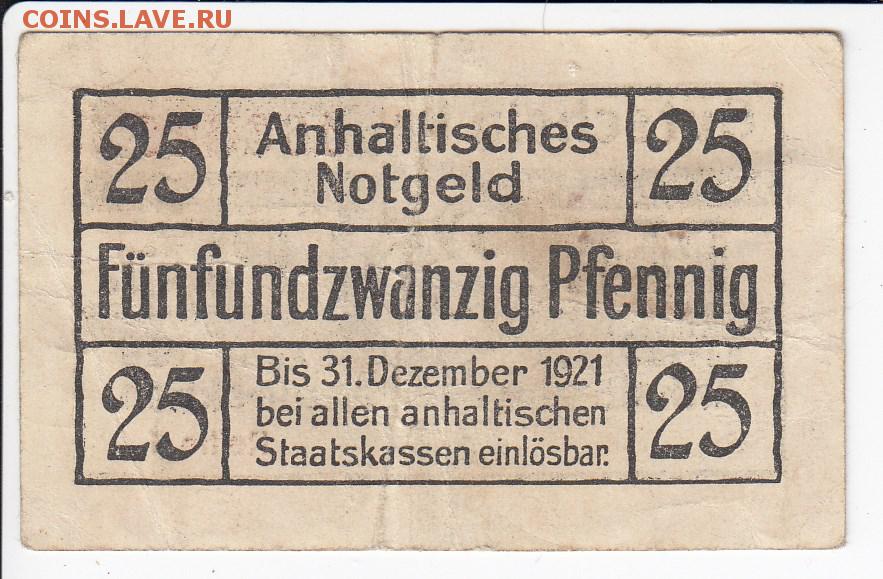 COINS.LAVE.RU
25 Anhaltisches 25
Notgeld
Fünfundzwanzig Pfennig
25 Bis 31. Dezember 1921 25
bei allen anhaltischen
Staatskassen einlösbar.